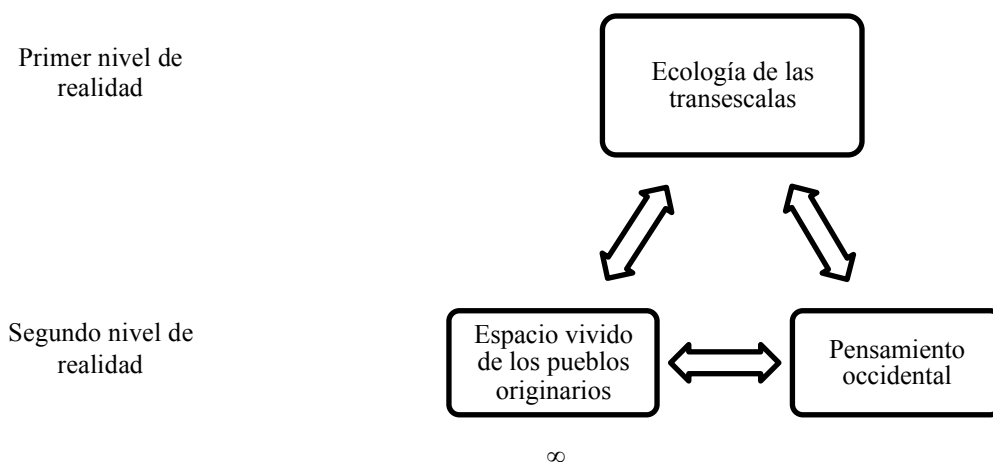 Primer nivel de
realidad
Ecología de las
transescalas
Segundo nivel de
realidad
Espacio vivido
de los pueblos
originarios
Pensamiento
occidental
∞